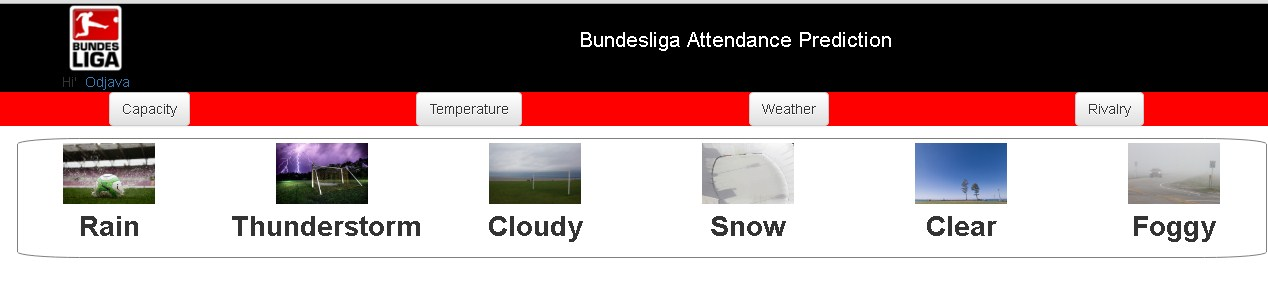 BUNDES
LIGA
Bundesliga Attendance Prediction
Hi' Odjava
Capacity Temperature Weather Rivalry
Rain Thunderstorm Cloudy Snow Clear Foggy